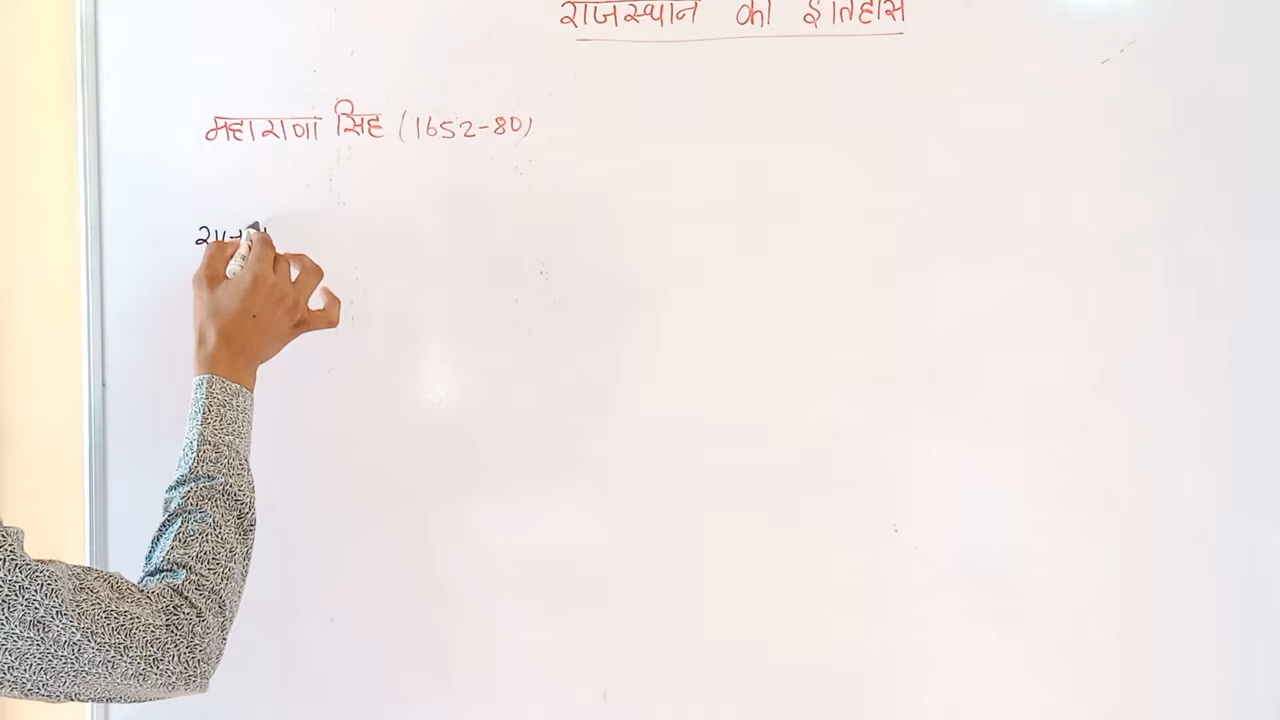 राजस्थान का इतिहास
महाराणा सिंह (1652-80)